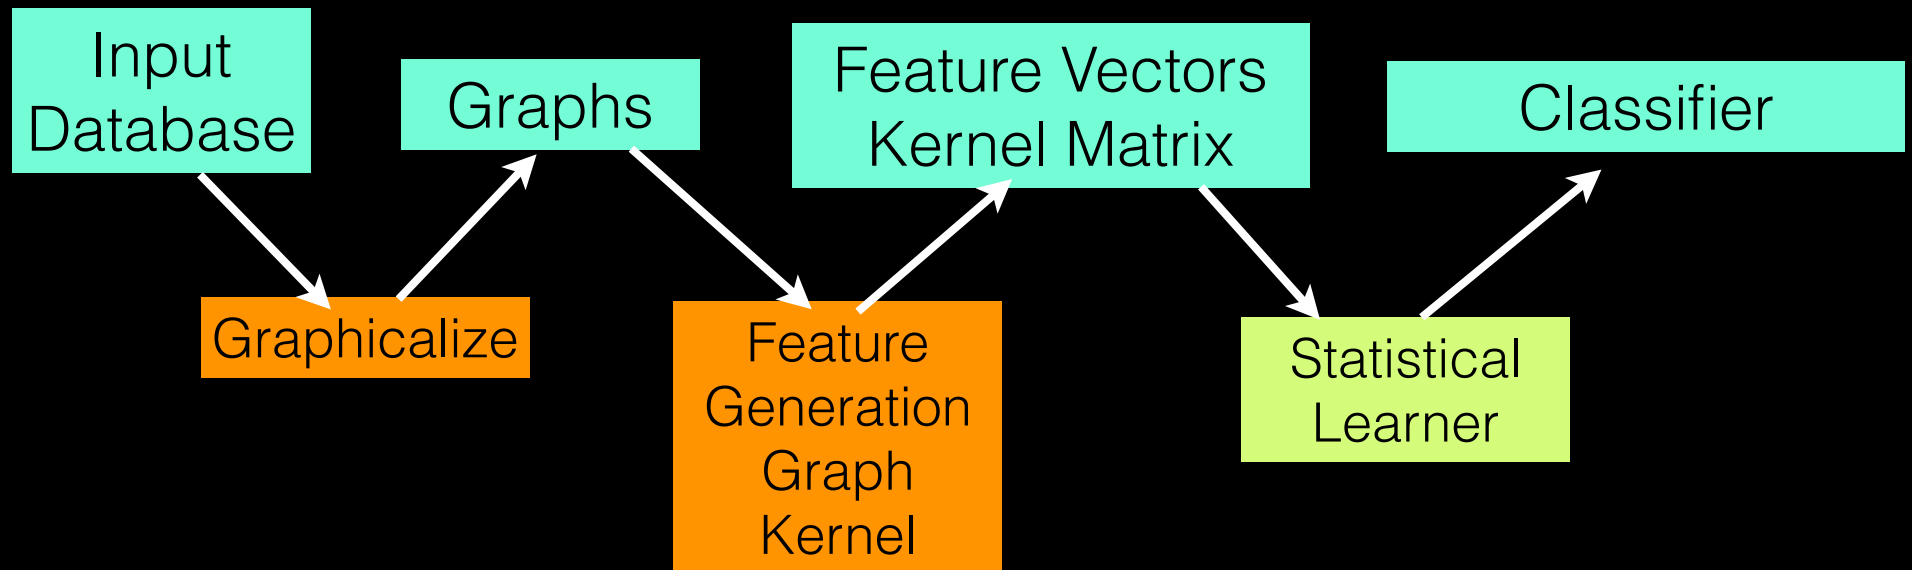 Input
Database
Graphicalize
Graphs
Feature
Generation
Graph
Kernel
Feature Vectors
Kernel Matrix
Statistical
Learner
Classifier